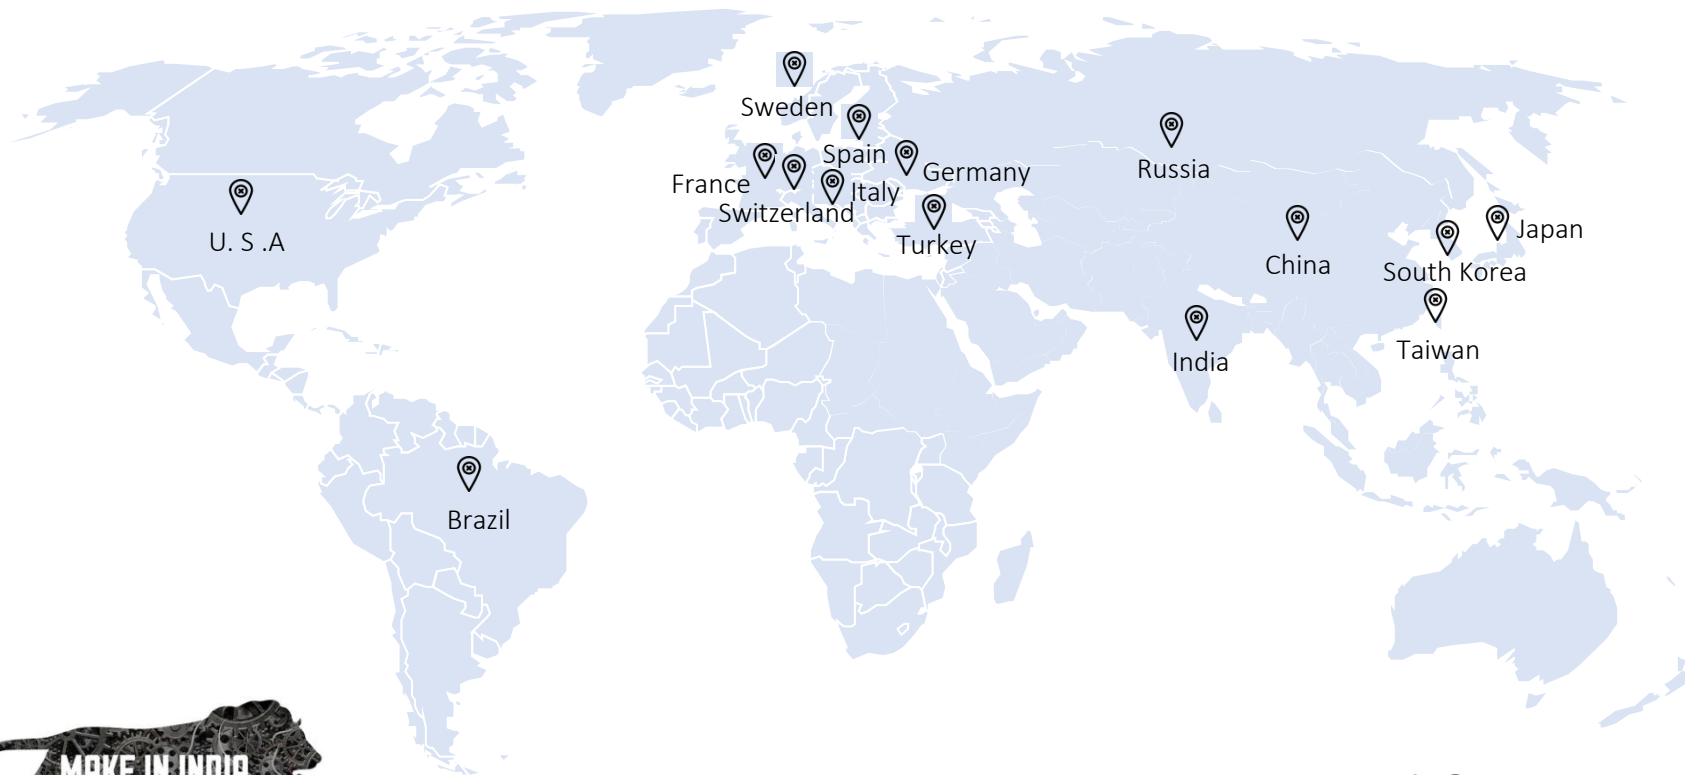 Sweden
Spain
Germany
France
Italy
Switzerland
Turkey
Russia
U. S .A
Japan
China
South Korea
Taiwan
India
Brazil
MAKE IN INDIA